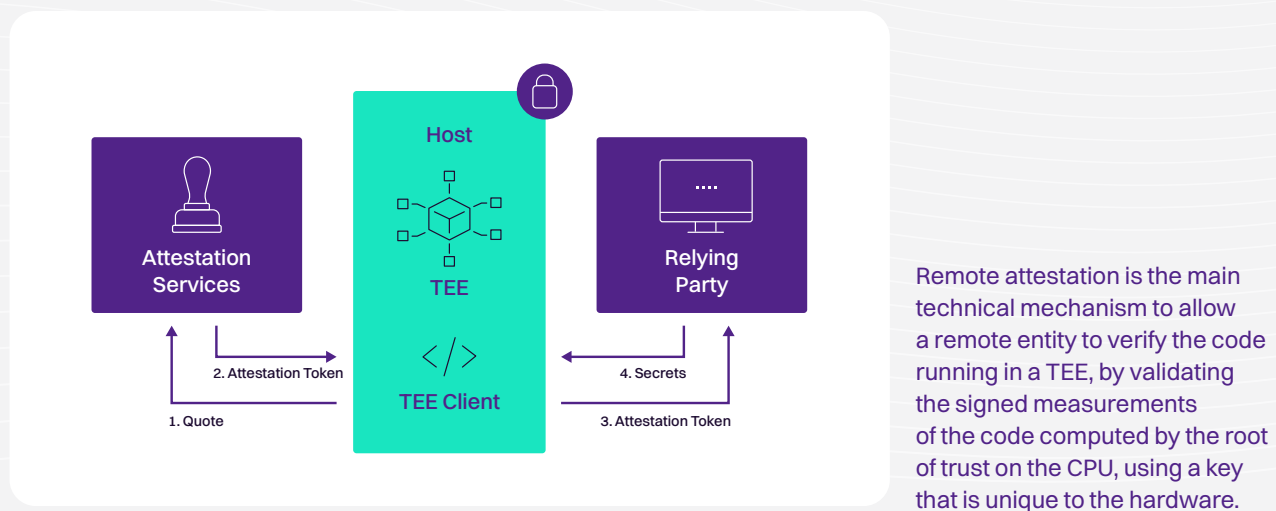 Host
Attestation
Services
TEE
Relying
Party
</>
TEE Client
2. Attestation Token
1. Quote
4. Secrets
3. Attestation Token
Remote attestation is the main
technical mechanism to allow
a remote entity to verify the code
running in a TEE, by validating
the signed measurements
of the code computed by the root
of trust on the CPU, using a key
that is unique to the hardware.